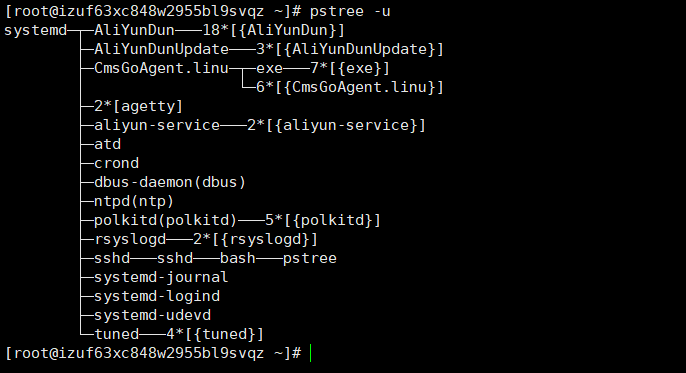 [root@izuf63xc848w2955bl9svqz ~]# pstree -u
systemd─┬─AliYunDun───18*[{AliYunDun}]
        ├─AliYunDunUpdate───3*[{AliYunDunUpdate}]
        ├─CmsGoAgent.linu─┬─exe───7*[{exe}]
        │                 └─6*[{CmsGoAgent.linu}]
        ├─2*[agetty]
        ├─aliyun-service───2*[{aliyun-service}]
        ├─atd
        ├─crond
        ├─dbus-daemon(dbus)
        ├─ntpd(ntp)
        ├─polkitd(polkitd)───5*[{polkitd}]
        ├─rsyslogd───2*[{rsyslogd}]
        ├─sshd───sshd───bash───pstree
        ├─systemd-journal
        ├─systemd-logind
        ├─systemd-udevd
        └─tuned───4*[{tuned}]
[root@izuf63xc848w2955bl9svqz ~]#